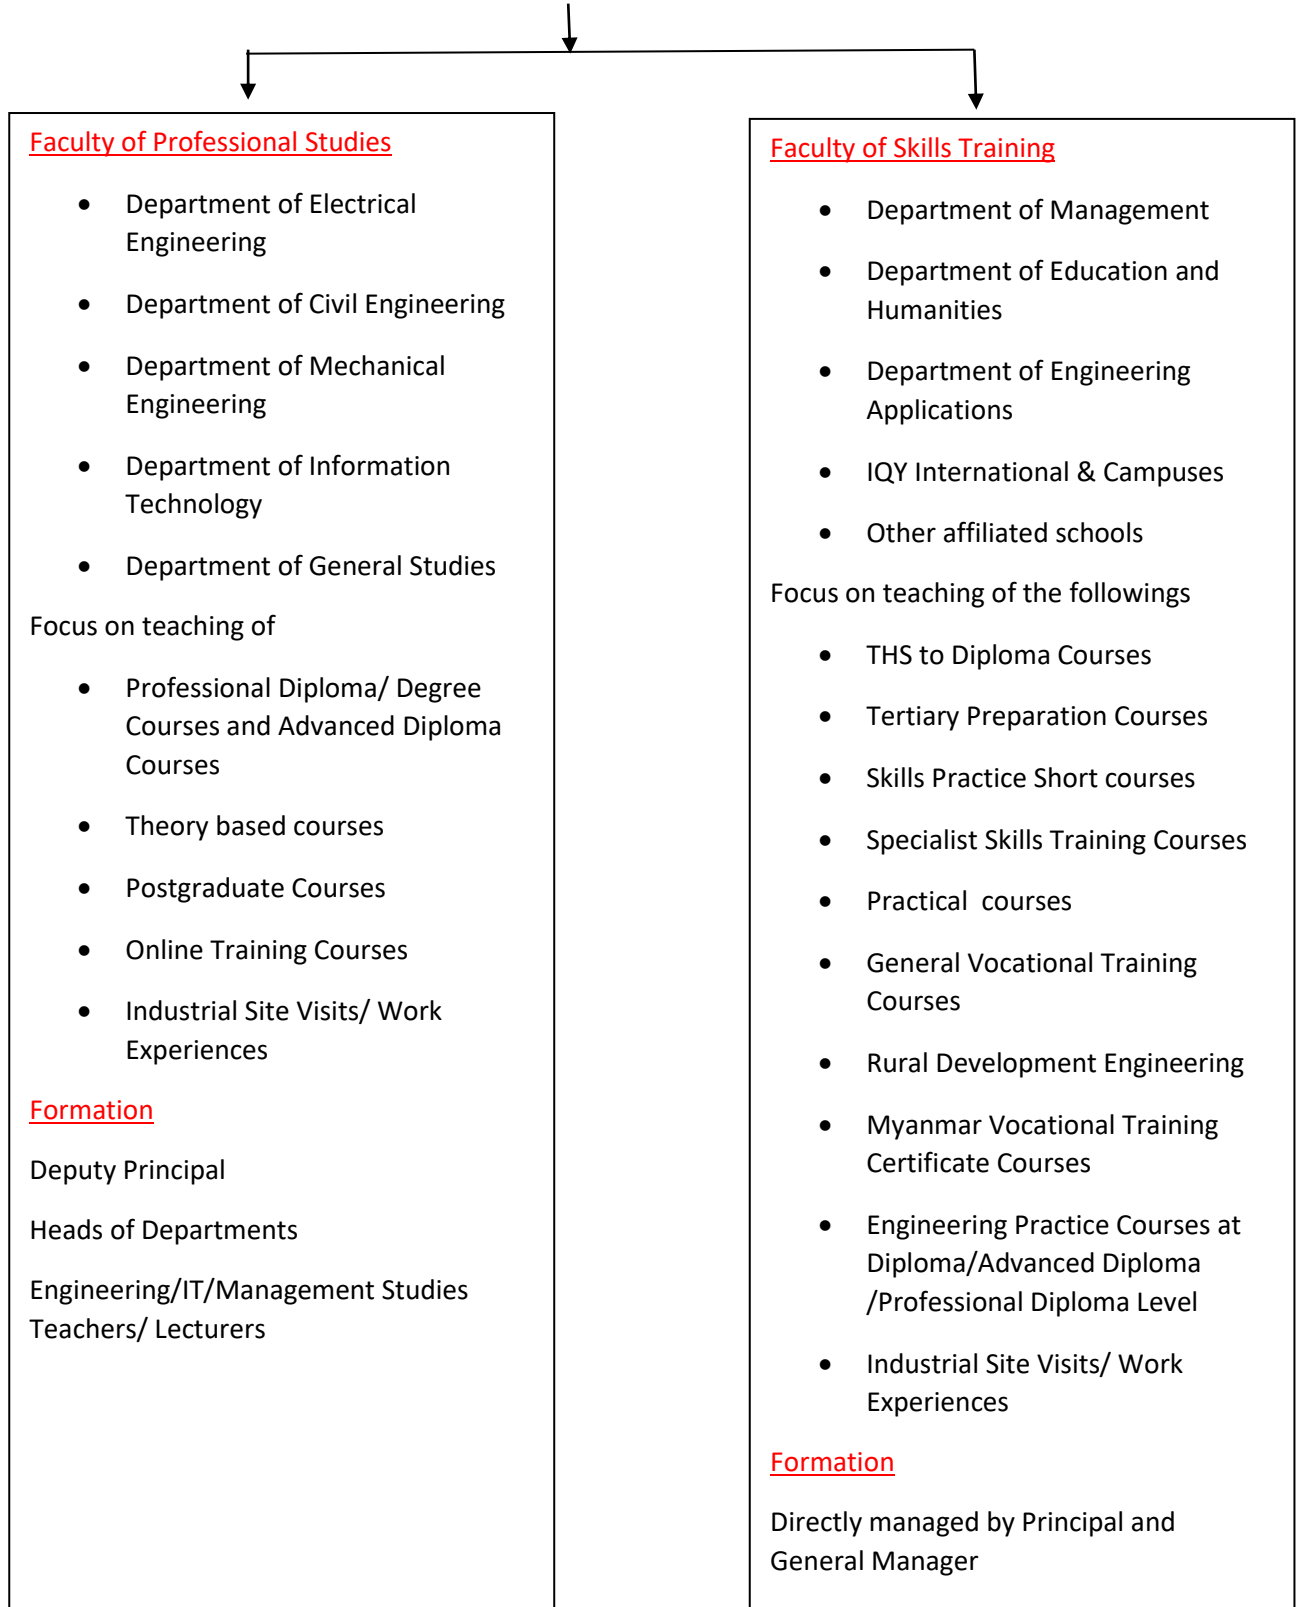 Faculty of Professional Studies
• Department of Electrical
Engineering
• Department of Civil Engineering
• Department of Mechanical
Engineering
• Department of Information
Technology
• Department of General Studies
Focus on teaching of
• Professional Diploma/ Degree
Courses and Advanced Diploma
Courses
• Theory based courses
• Postgraduate Courses
• Online Training Courses
• Industrial Site Visits/ Work
Experiences
Formation
Deputy Principal
Heads of Departments
Engineering/IT/Management Studies
Teachers/ Lecturers
Faculty of Skills Training
• Department of Management
• Department of Education and
Humanities
• Department of Engineering
Applications
• IQY International & Campuses
• Other affiliated schools
Focus on teaching of the followings
• THS to Diploma Courses
• Tertiary Preparation Courses
• Skills Practice Short courses
• Specialist Skills Training Courses
• Practical  courses
• General Vocational Training
Courses
• Rural Development Engineering
• Myanmar Vocational Training
Certificate Courses
• Engineering Practice Courses at
Diploma/Advanced Diploma
/Professional Diploma Level
• Industrial Site Visits/ Work
Experiences
Formation
Directly managed by Principal and
General Manager